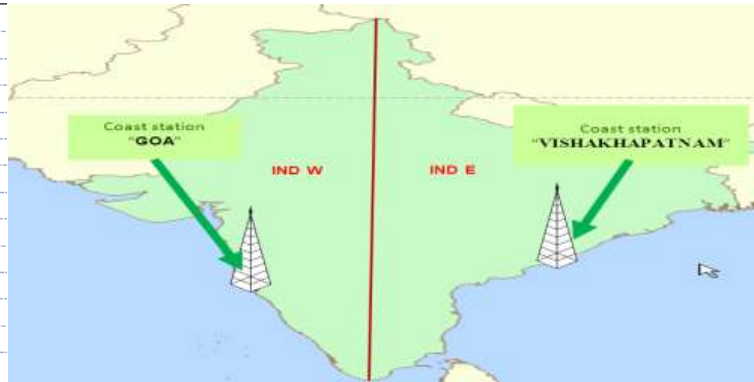 Coast station
"GOA"
Coast station
"VISHAKHAPATNAM"
IND W
IND E